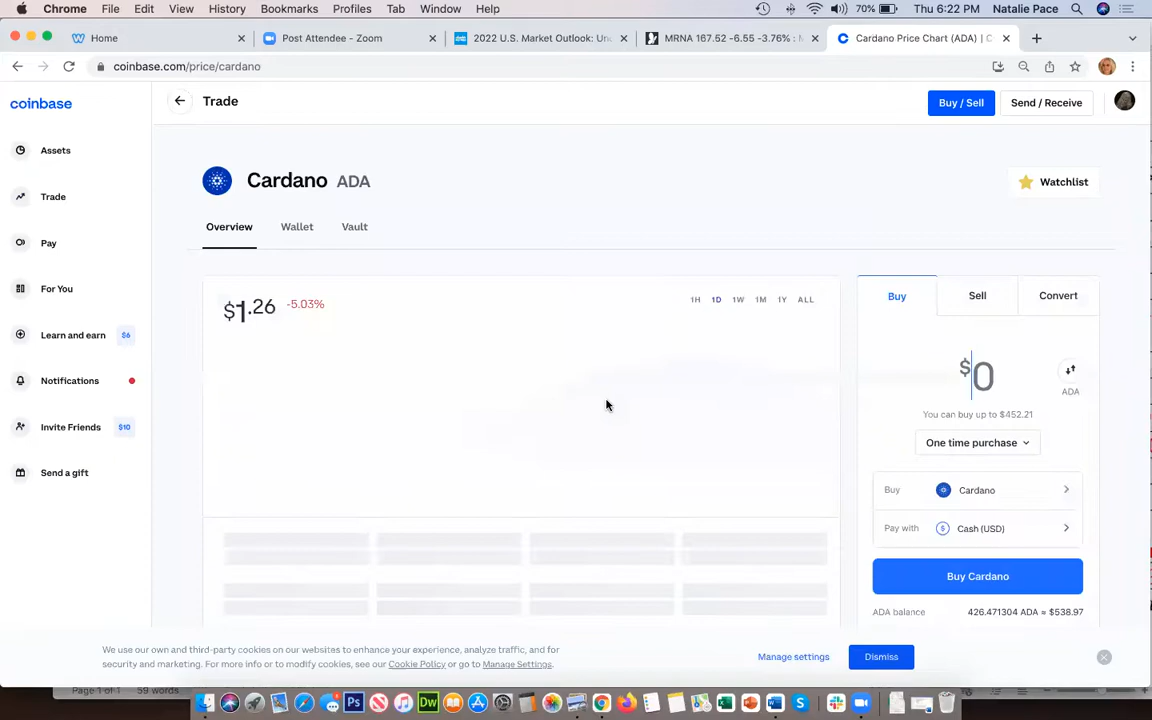 Chrome File Edit View History Bookmarks Profiles Tab Window Help 70% Thu 6:22 PM Natalie Pace
Home Post Attendee - Zoom 2022 U.S. Market Outlook: Un MRNA 167.52 -6.55 -3.76% : M Cardano Price Chart (ADA) | C
coinbase.com/price/cardano
coinbase
Trade
Buy / Sell
Send / Receive
Assets
Trade
Pay
For You
Learn and earn $6
Notifications
Invite Friends $10
Send a gift
Cardano ADA
Watchlist
Overview Wallet Vault
$1.26 -5.03%
1H 1D 1W 1M 1Y ALL
Buy Sell Convert
$0
ADA
You can buy up to $452.21
One time purchase
Buy Cardano
Pay with Cash (USD)
Buy Cardano
ADA balance 426.471304 ADA ≈ $538.97
We use our own and third-party cookies on our websites to enhance your experience, analyze traffic, and for
security and marketing. For more info or to modify cookies, see our Cookie Policy or go to Manage Settings.
Manage settings
Dismiss
Page 1 of 1 59 words